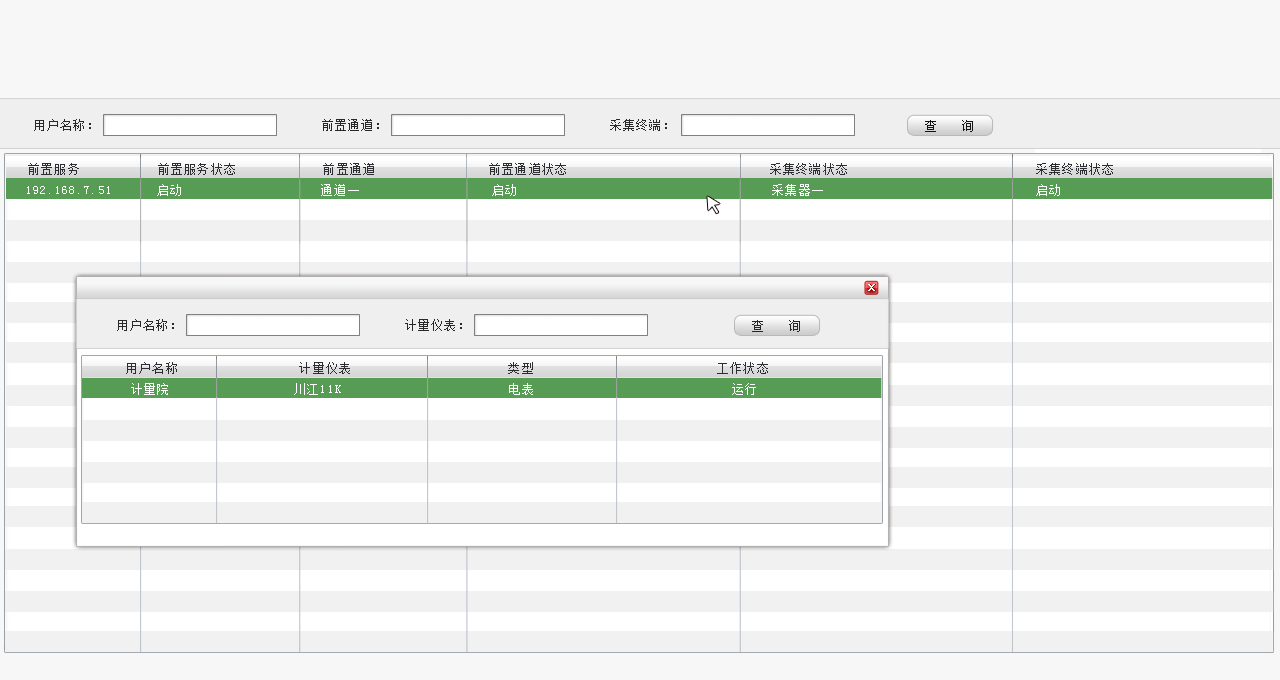 用户名称： 前置通道： 采集终端： 查 询
前置服务 前置服务状态 前置通道 前置通道状态 采集终端状态 采集终端状态
192.168.7.51 启动 通道一 启动 采集器一 启动
用户名称： 计量仪表： 查 询
用户名称 计量仪表 类型 工作状态
计量院 川江11K 电表 运行